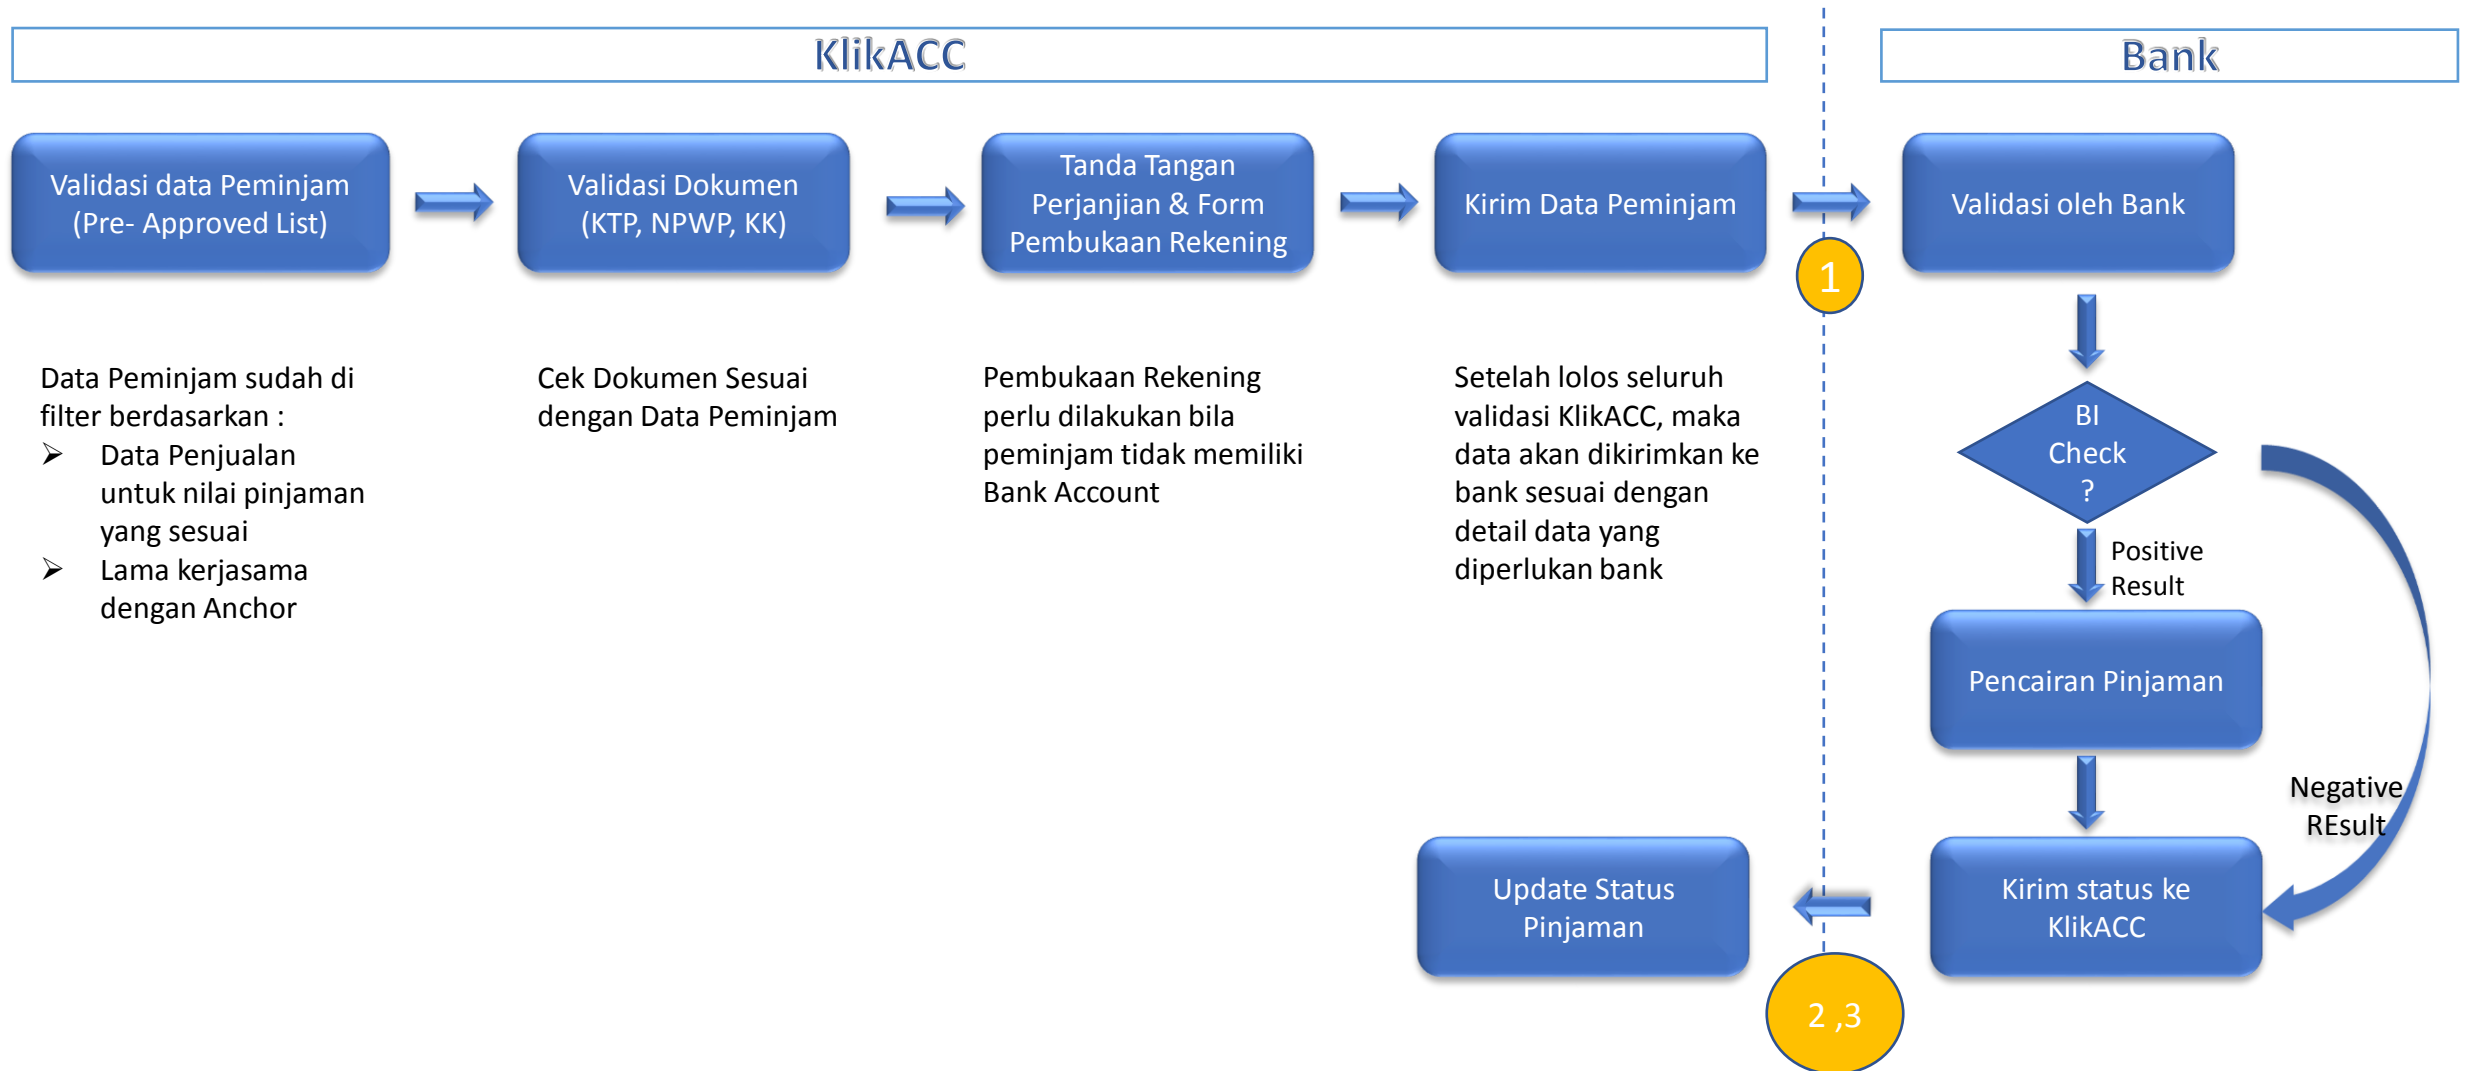 KlikACC
Bank
Validasi data Peminjam
(Pre- Approved List)
Validasi Dokumen
(KTP, NPWP, KK)
Tanda Tangan
Perjanjian & Form
Pembukaan Rekening
Kirim Data Peminjam
Validasi oleh Bank
1
Data Peminjam sudah di
filter berdasarkan :
➢ Data Penjualan
untuk nilai pinjaman
yang sesuai
➢ Lama kerjasama
dengan Anchor
Cek Dokumen Sesuai
dengan Data Peminjam
Pembukaan Rekening
perlu dilakukan bila
peminjam tidak memiliki
Bank Account
Setelah lolos seluruh
validasi KlikACC, maka
data akan dikirimkan ke
bank sesuai dengan
detail data yang
diperlukan bank
BI
Check
?
Positive
Result
Pencairan Pinjaman
Negative
REsult
Kirim status ke
KlikACC
Update Status
Pinjaman
2 ,3